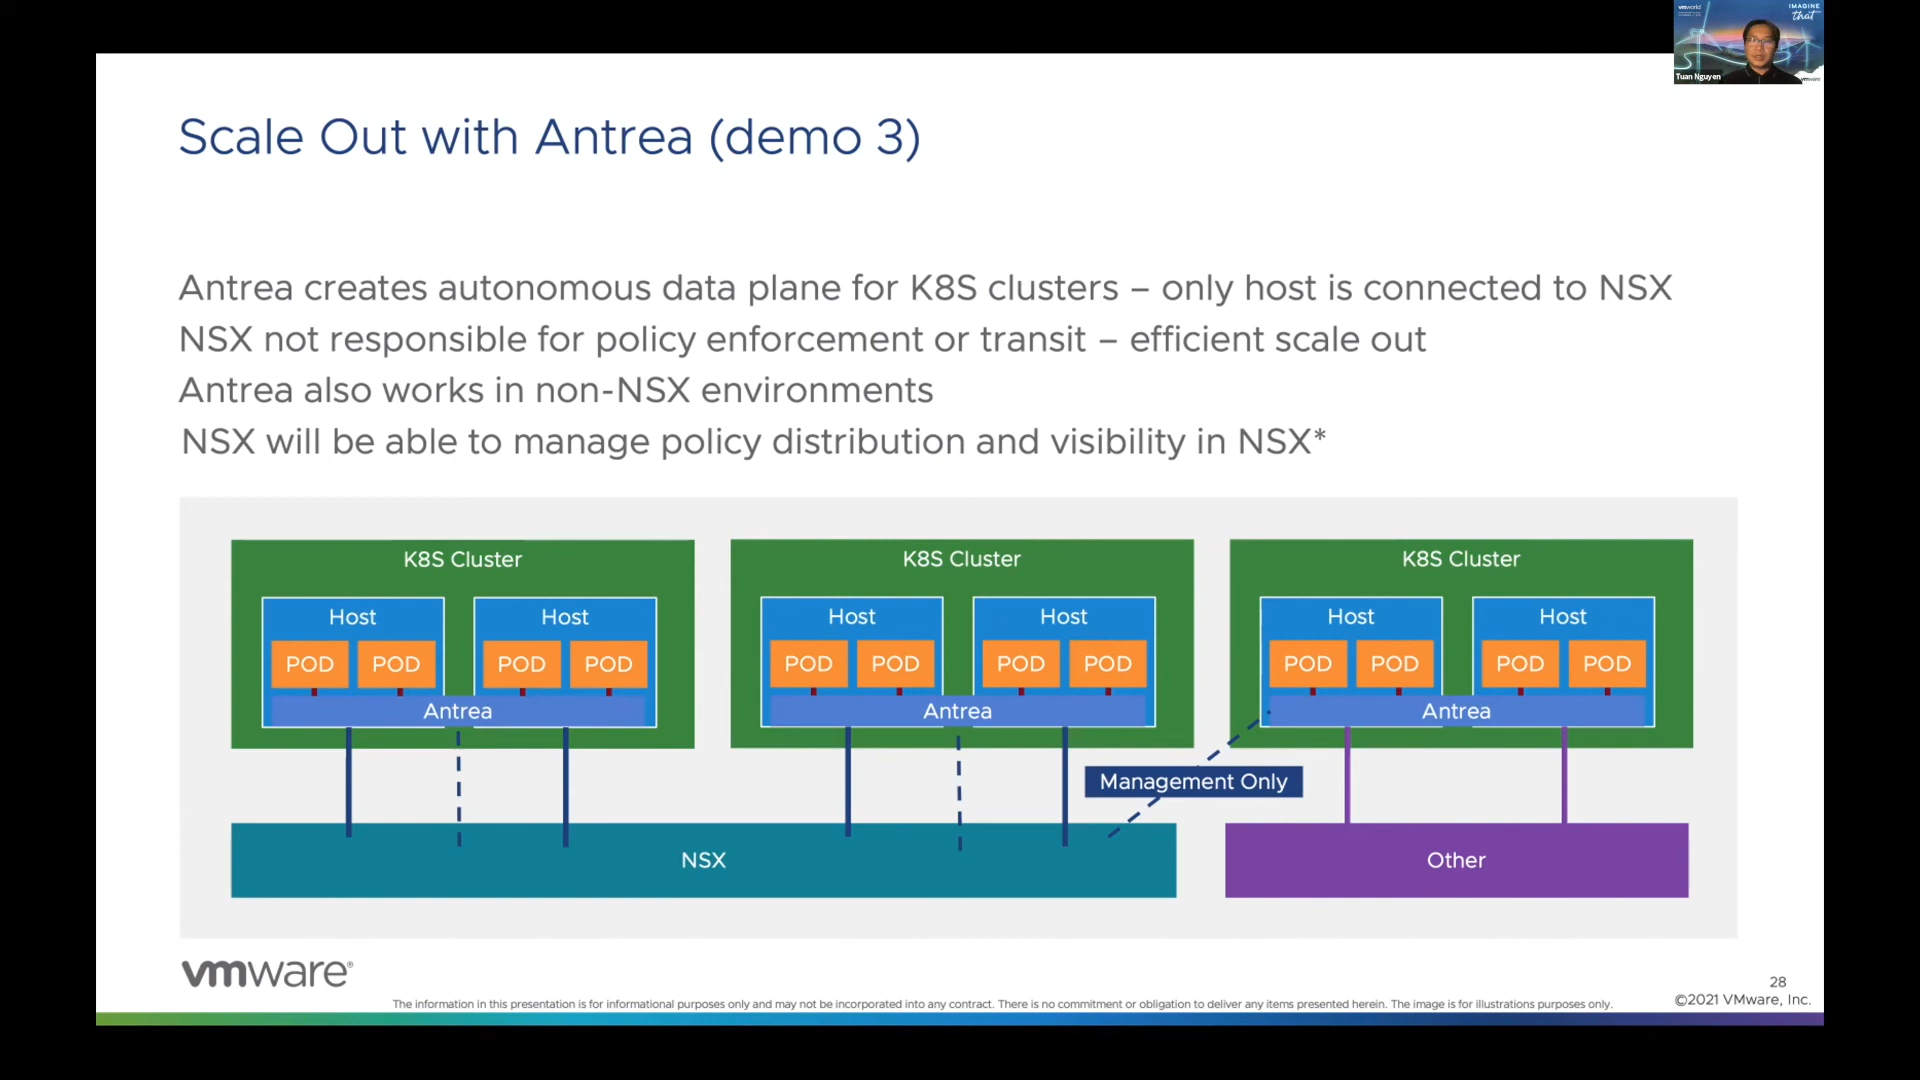 vmworld
IMAGINE
that
Tuan Nguyen
vmware
Scale Out with Antrea (demo 3)
Antrea creates autonomous data plane for K8S clusters – only host is connected to NSX
NSX not responsible for policy enforcement or transit – efficient scale out
Antrea also works in non-NSX environments
NSX will be able to manage policy distribution and visibility in NSX*
K8S Cluster
K8S Cluster
K8S Cluster
Host
Host
Host
Host
Host
Host
POD
POD
POD
POD
POD
POD
POD
POD
POD
POD
POD
POD
Antrea
Antrea
Antrea
Management Only
NSX
Other
vmware®
28
The information in this presentation is for informational purposes only and may not be incorporated into any contract. There is no commitment or obligation to deliver any items presented herein. The image is for illustrations purposes only.
©2021 VMware, Inc.